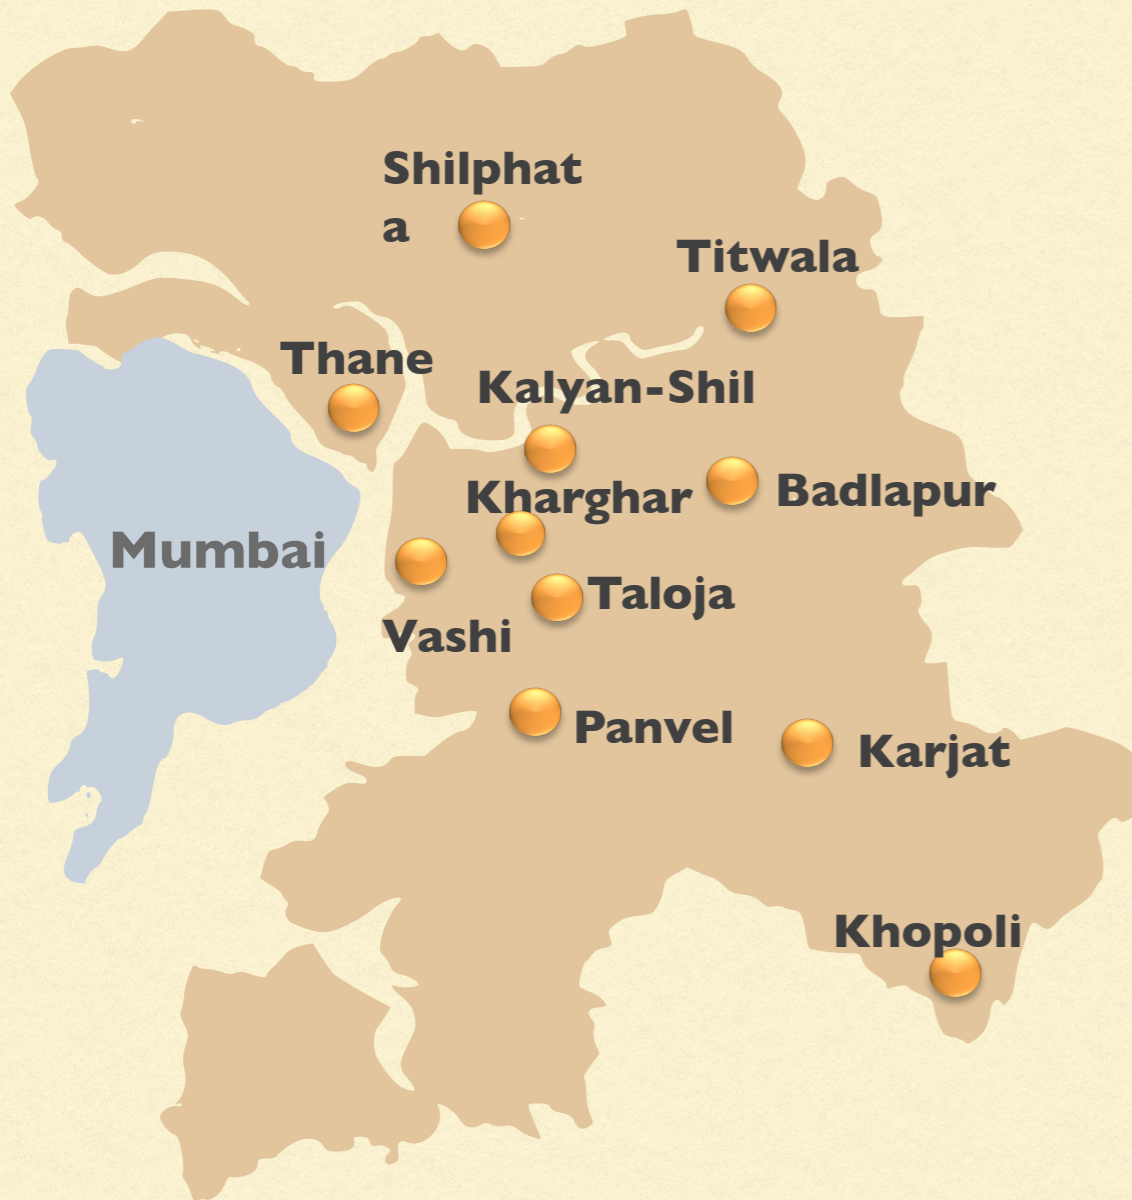 Shilphat
a
Titwala
Thane
Kalyan-Shil
Badlapur
Kharghar
Mumbai
Taloja
Vashi
Panvel
Karjat
Khopoli